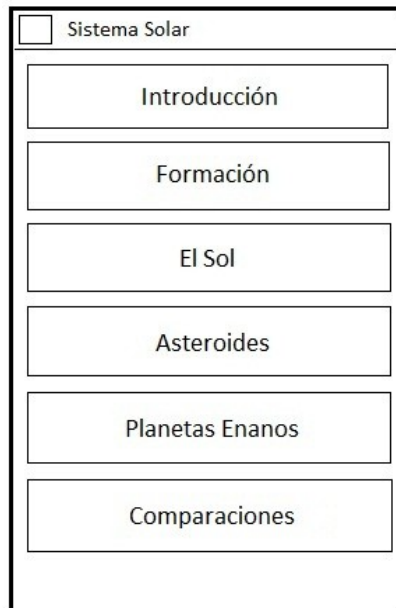 Sistema Solar
Introducción
Formación
El Sol
Asteroides
Planetas Enanos
Comparaciones